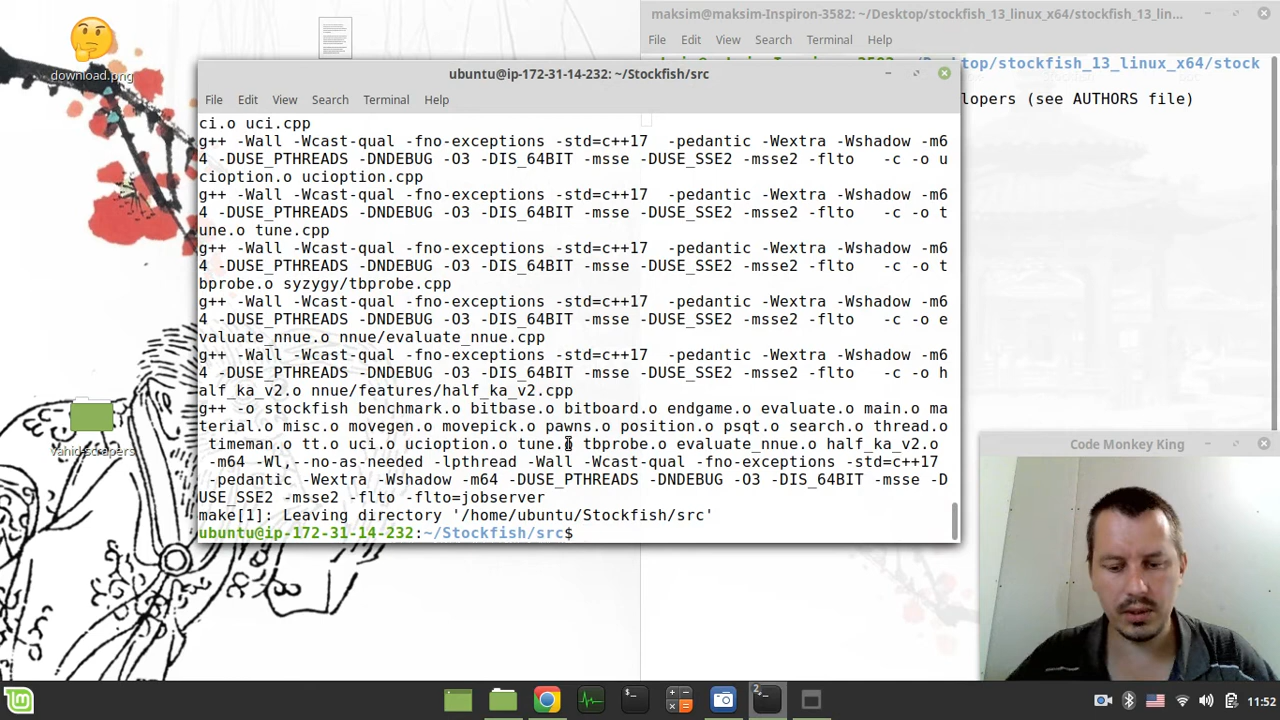 maksim@maksim-Inspiron-3582: ~/Desktop/stockfish_13_linux_x64/stockfish_13_lin...
File Edit View Search Terminal Help
download.png
top/stockfish_13_linux_x64/stock
lopers (see AUTHORS file)
ubuntu@ip-172-31-14-232: ~/Stockfish/src
File Edit View Search Terminal Help
ci.o uci.cpp
g++ -Wall -Wcast-qual -fno-exceptions -std=c++17  -pedantic -Wextra -Wshadow -m6
4 -DUSE_PTHREADS -DNDEBUG -O3 -DIS_64BIT -msse -DUSE_SSE2 -msse2 -flto   -c -o u
cioption.o ucioption.cpp
g++ -Wall -Wcast-qual -fno-exceptions -std=c++17  -pedantic -Wextra -Wshadow -m6
4 -DUSE_PTHREADS -DNDEBUG -O3 -DIS_64BIT -msse -DUSE_SSE2 -msse2 -flto   -c -o t
une.o tune.cpp
g++ -Wall -Wcast-qual -fno-exceptions -std=c++17  -pedantic -Wextra -Wshadow -m6
4 -DUSE_PTHREADS -DNDEBUG -O3 -DIS_64BIT -msse -DUSE_SSE2 -msse2 -flto   -c -o t
bprobe.o syzygy/tbprobe.cpp
g++ -Wall -Wcast-qual -fno-exceptions -std=c++17  -pedantic -Wextra -Wshadow -m6
4 -DUSE_PTHREADS -DNDEBUG -O3 -DIS_64BIT -msse -DUSE_SSE2 -msse2 -flto   -c -o e
valuate_nnue.o nnue/evaluate_nnue.cpp
g++ -Wall -Wcast-qual -fno-exceptions -std=c++17  -pedantic -Wextra -Wshadow -m6
4 -DUSE_PTHREADS -DNDEBUG -O3 -DIS_64BIT -msse -DUSE_SSE2 -msse2 -flto   -c -o h
alf_ka_v2.o nnue/features/half_ka_v2.cpp
g++ -o stockfish benchmark.o bitbase.o bitboard.o endgame.o evaluate.o main.o ma
terial.o misc.o movegen.o movepick.o pawns.o position.o psqt.o search.o thread.o
 timeman.o tt.o uci.o ucioption.o tune.o tbprobe.o evaluate_nnue.o half_ka_v2.o
 -m64 -Wl,--no-as-needed -lpthread -Wall -Wcast-qual -fno-exceptions -std=c++17
 -pedantic -Wextra -Wshadow -m64 -DUSE_PTHREADS -DNDEBUG -O3 -DIS_64BIT -msse -D
USE_SSE2 -msse2 -flto -flto=jobserver
make[1]: Leaving directory '/home/ubuntu/Stockfish/src'
ubuntu@ip-172-31-14-232:~/Stockfish/src$
vahid-scrapers
Code Monkey King
11:52